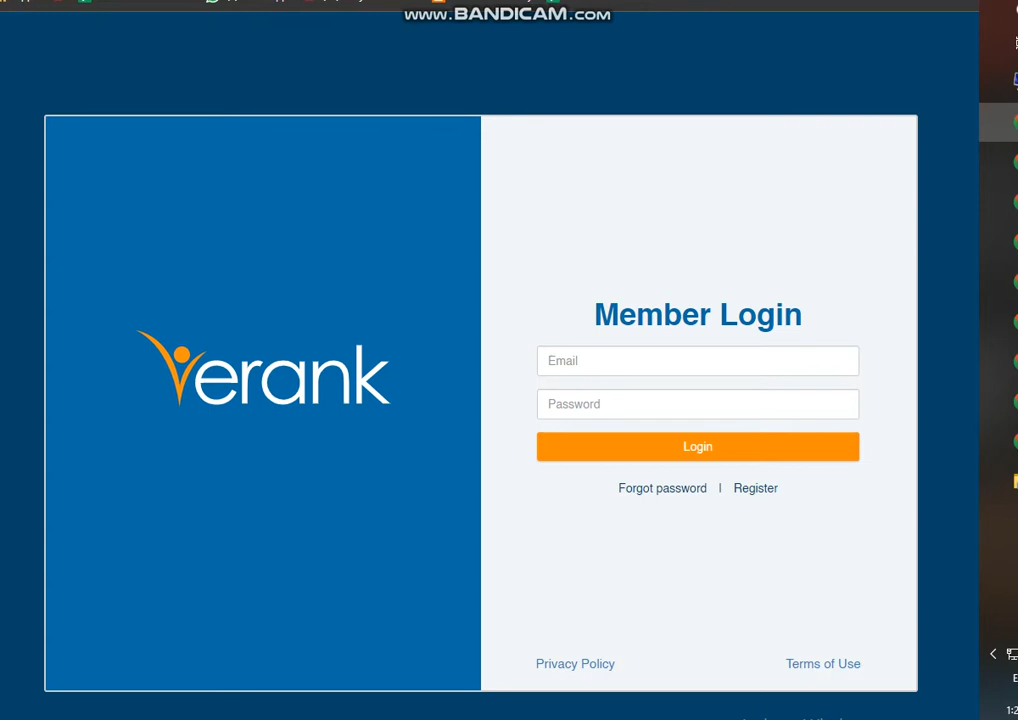 www.BANDICAM.com
Member Login
Email
verank
Password
Login
Forgot password | Register
Privacy Policy
Terms of Use